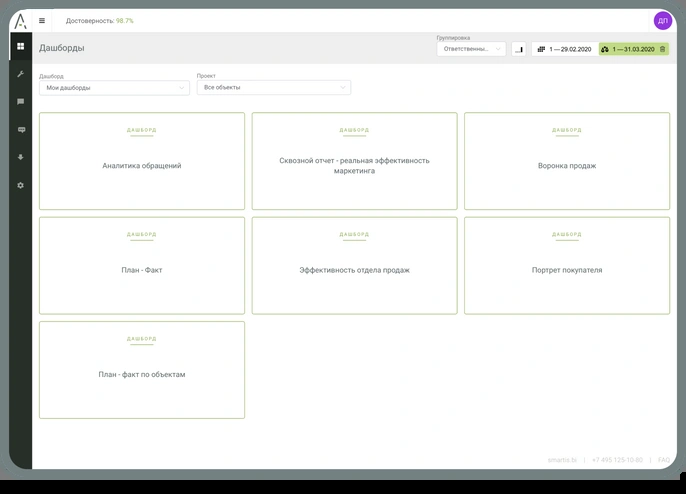 Достоверность: 98.7%
ДП
Дашборды
Группировка
Ответственны..
1 — 29.02.2020
1 — 31.03.2020
Дашборд
Мои дашборды
Проект
Все объекты
ДАШБОРД
Аналитика обращений
ДАШБОРД
Сквозной отчет - реальная эффективность
маркетинга
ДАШБОРД
Воронка продаж
ДАШБОРД
План - Факт
ДАШБОРД
Эффективность отдела продаж
ДАШБОРД
Портрет покупателя
ДАШБОРД
План - факт по объектам
smartis.bi | +7 495 125-10-80 | FAQ